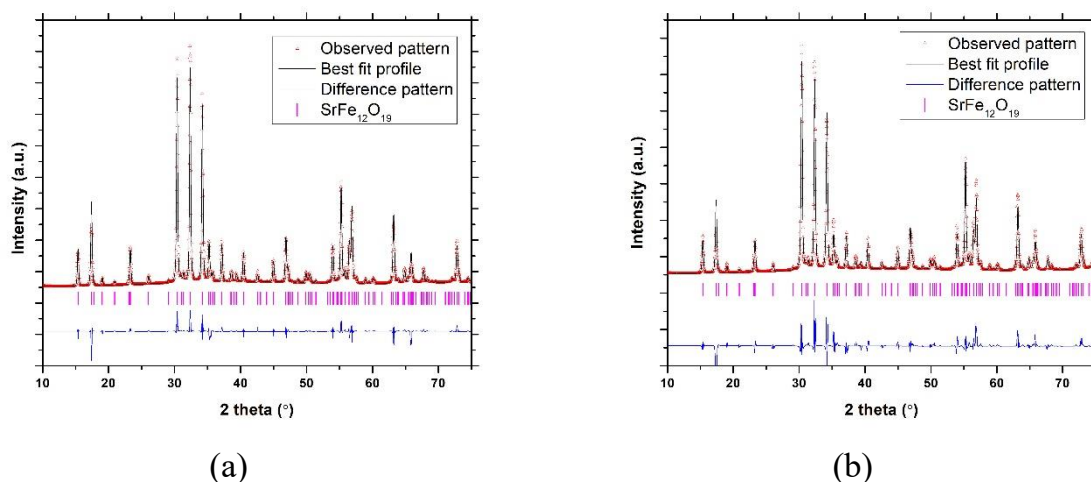 Observed pattern
Best fit profile
Difference pattern
SrFe₁₂O₁₉
Intensity (a.u.)
10 20 30 40 50 60 70
2 theta (°)
(a)
Observed pattern
Best fit profile
Difference pattern
SrFe₁₂O₁₉
Intensity (a.u.)
10 20 30 40 50 60 70
2 theta (°)
(b)